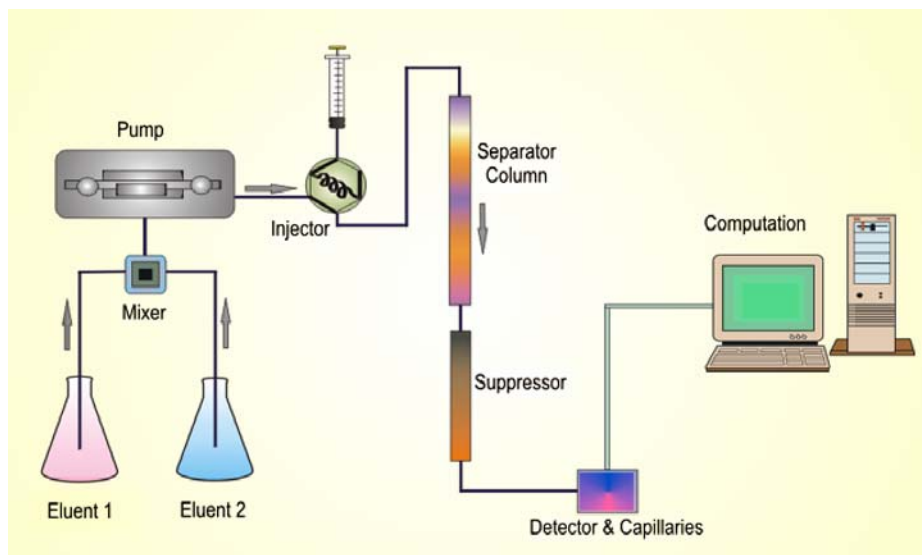 Pump
Separator
Column
Injector
Computation
Mixer
Suppressor
Eluent 1
Eluent 2
Detector & Capillaries